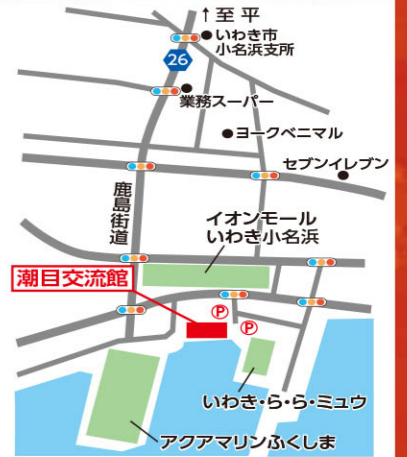 ↑至 平
いわき市
小名浜支所
26
業務スーパー
ヨークベニマル
セブンイレブン
鹿島街道
イオンモール
いわき小名浜
潮目交流館
P
P
いわき・ら・ら・ミュウ
アクアマリンふくしま